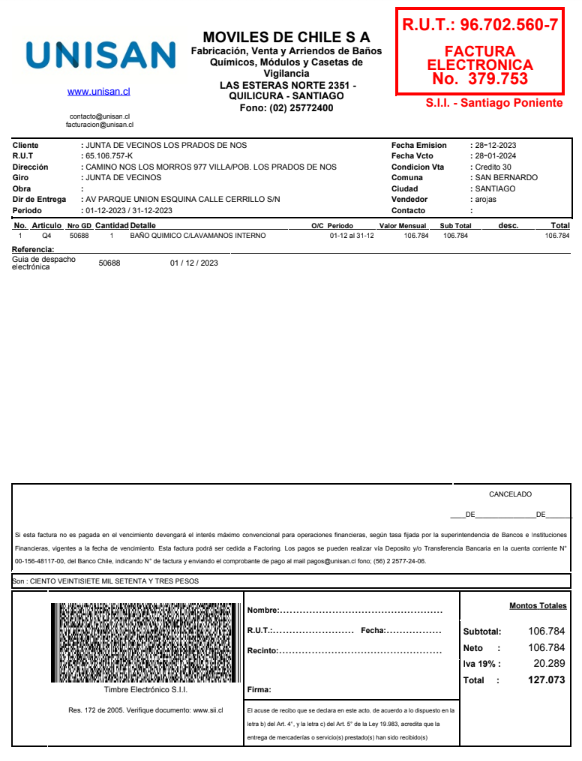 UNISAN
www.unisan.cl
contacto@unisan.cl
facturacion@unisan.cl
MOVILES DE CHILE S A
Fabricación, Venta y Arriendos de Baños
Químicos, Módulos y Casetas de
Vigilancia
LAS ESTERAS NORTE 2351 -
QUILICURA - SANTIAGO
Fono: (02) 25772400
R.U.T.: 96.702.560-7
FACTURA
ELECTRONICA
No. 379.753
S.I.I. - Santiago Poniente
Cliente : JUNTA DE VECINOS LOS PRADOS DE NOS Fecha Emision : 28-12-2023
R.U.T : 65.106.757-K Fecha Vcto : 28-01-2024
Dirección : CAMINO NOS LOS MORROS 977 VILLA/POB. LOS PRADOS DE NOS Condicion Vta : Credito 30
Giro : JUNTA DE VECINOS Comuna : SAN BERNARDO
Obra : Ciudad : SANTIAGO
Dir de Entrega : AV PARQUE UNION ESQUINA CALLE CERRILLO S/N Vendedor : arojas
Periodo : 01-12-2023 / 31-12-2023 Contacto :
No. Articulo Nro GD Cantidad Detalle O/C Periodo Valor Mensual Sub Total desc. Total
1 Q4 50688 1 BAÑO QUIMICO C/LAVAMANOS INTERNO 01-12 al 31-12 106.784 106.784 106.784
Referencia:
Guia de despacho
electrónica 50688 01 / 12 / 2023
CANCELADO
____DE________________DE________
Si esta factura no es pagada en el vencimiento devengará el interés máximo convencional para operaciones financieras, según tasa fijada por la superintendencia de Bancos e Instituciones
Financieras, vigentes a la fecha de vencimiento. Esta factura podrá ser cedida a Factoring. Los pagos se pueden realizar vía Deposito y/o Transferencia Bancaria en la cuenta corriente N°
00-156-48117-00, del Banco Chile, indicando N° de factura y enviando el comprobante de pago al mail pagos@unisan.cl fono; (56) 2 2577-24-06.
Son : CIENTO VEINTISIETE MIL SETENTA Y TRES PESOS
Timbre Electrónico S.I.I.
Res. 172 de 2005. Verifique documento: www.sii.cl
Nombre:..........................................
R.U.T.:........................ Fecha:.................
Recinto:..........................................
Firma:
El acuse de recibo que se declara en este acto. de acuerdo a lo dispuesto en la
letra b) del Art. 4°, y la letra c) del Art. 5° de la Ley 19.983, acredita que la
entrega de mercaderías o servicio(s) prestado(s) han sido recibido(s)
Montos Totales
Subtotal: 106.784
Neto : 106.784
Iva 19% : 20.289
Total : 127.073